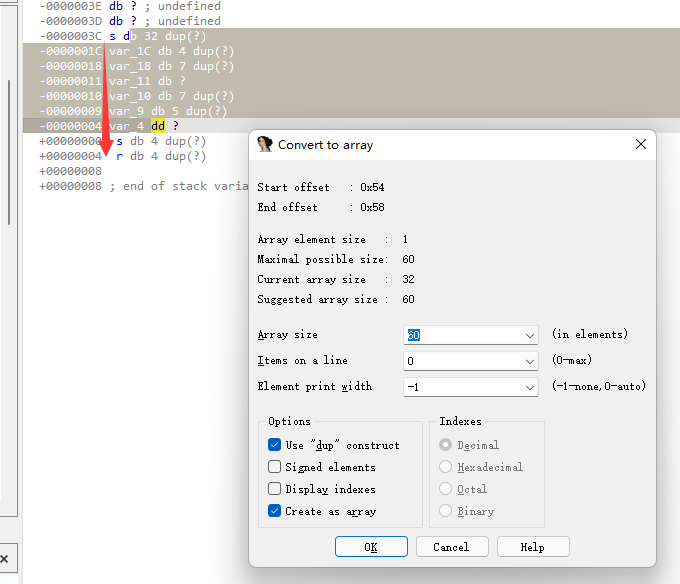 -0000003E db ? ; undefined
-0000003D db ? ; undefined
-0000003C s db 32 dup(?)
-0000001C var_1C db 4 dup(?)
-00000018 var_18 db 7 dup(?)
-00000011 var_11 db ?
-00000010 var_10 db 7 dup(?)
-00000009 var_9 db 5 dup(?)
-00000004 var_4 dd ?
+00000000 s db 4 dup(?)
+00000004 r db 4 dup(?)
+00000008
+00000008 ; end of stack varia
Convert to array
Start offset : 0x54
End offset : 0x58
Array element size : 1
Maximal possible size: 60
Current array size : 32
Suggested array size : 60
Array size 60 (in elements)
Items on a line 0 (0-max)
Element print width -1 (-1-none,0-auto)
Options
Use "dup" construct
Signed elements
Display indexes
Create as array
Indexes
Decimal
Hexadecimal
Octal
Binary
OK
Cancel
Help